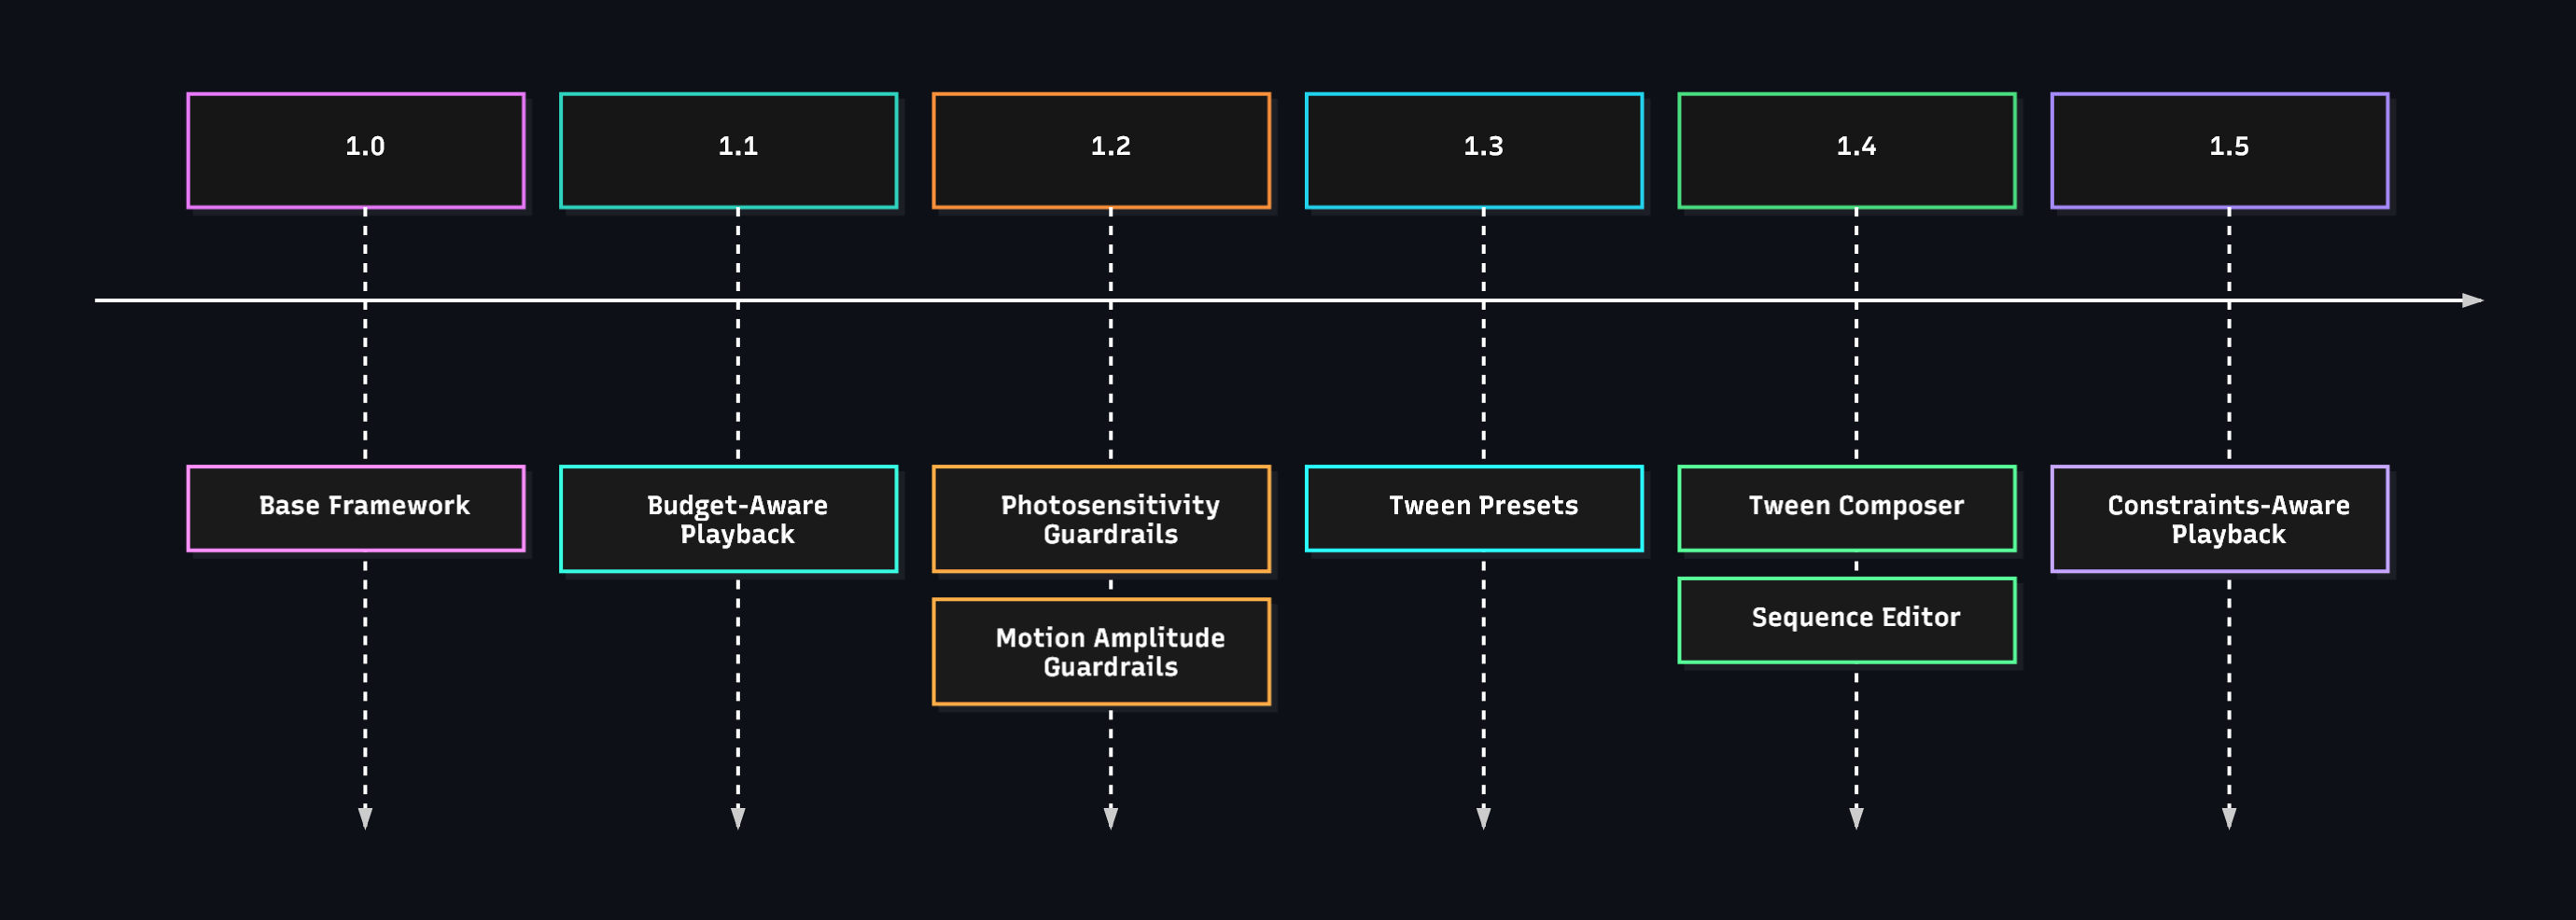 1.0
1.1
1.2
1.3
1.4
1.5
Base Framework
Budget-Aware
Playback
Photosensitivity
Guardrails
Motion Amplitude
Guardrails
Tween Presets
Tween Composer
Sequence Editor
Constraints-Aware
Playback